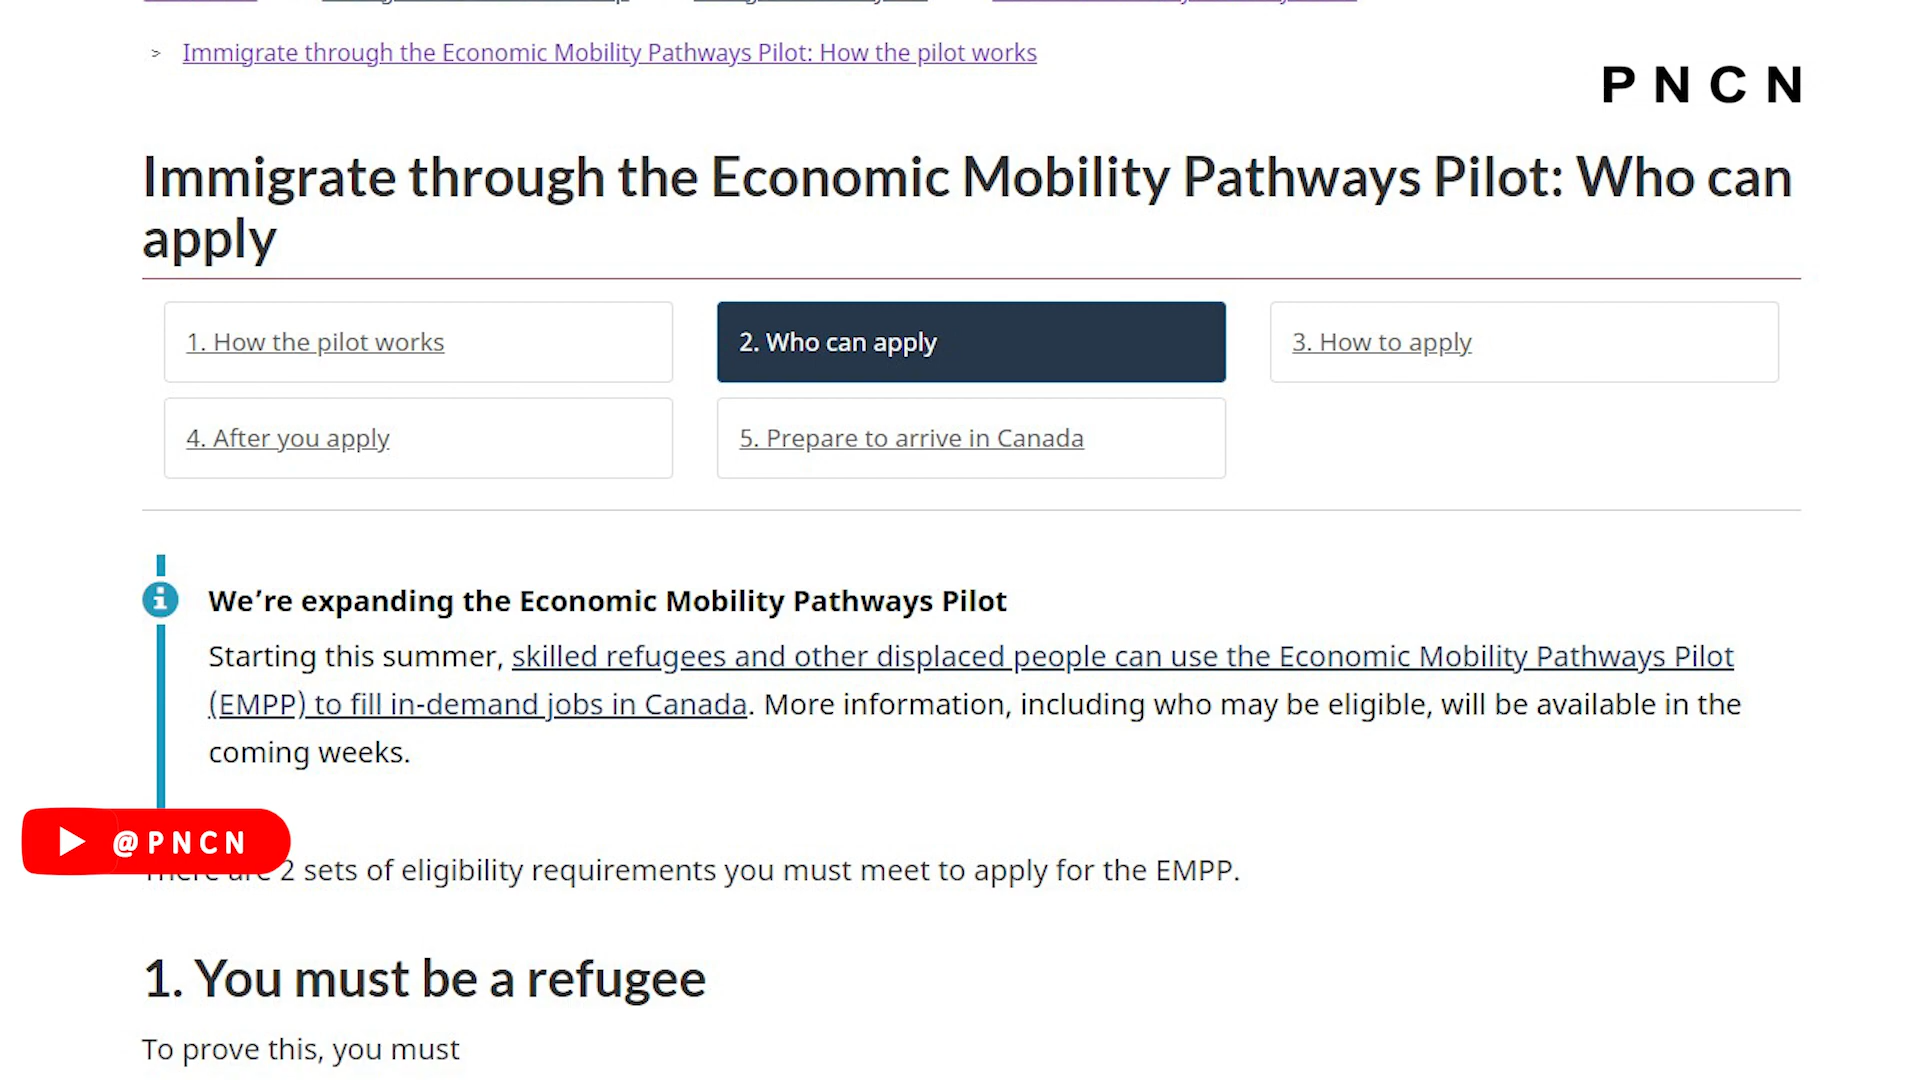 > Immigrate through the Economic Mobility Pathways Pilot: How the pilot works
PNCN
Immigrate through the Economic Mobility Pathways Pilot: Who can
apply
1. How the pilot works
2. Who can apply
3. How to apply
4. After you apply
5. Prepare to arrive in Canada
We're expanding the Economic Mobility Pathways Pilot
Starting this summer, skilled refugees and other displaced people can use the Economic Mobility Pathways Pilot
(EMPP) to fill in-demand jobs in Canada. More information, including who may be eligible, will be available in the
coming weeks.
@PNCN
There are 2 sets of eligibility requirements you must meet to apply for the EMPP.
1. You must be a refugee
To prove this, you must